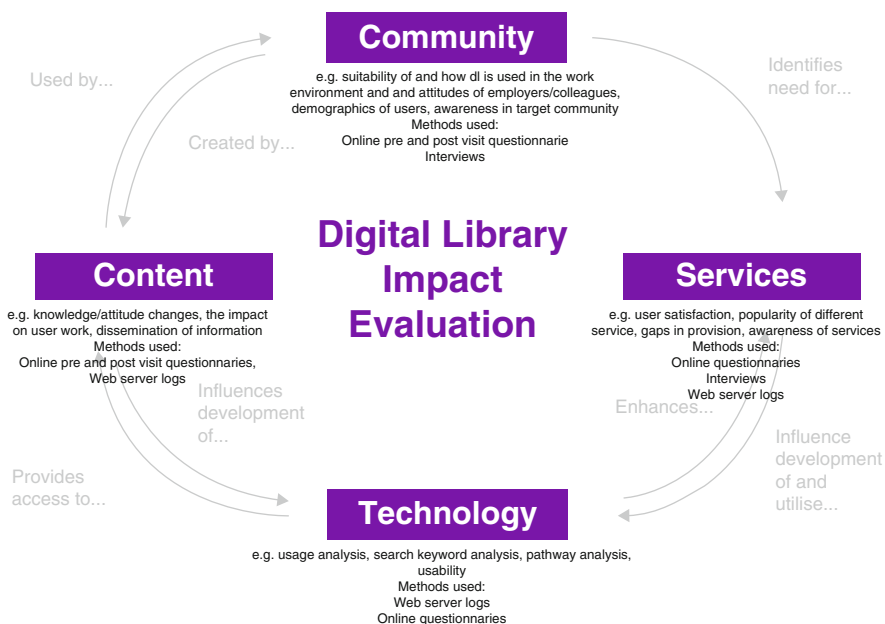 Community
e.g. suitability of and how dl is used in the work
environment and and attitudes of employers/colleagues,
demographics of users, awareness in target community
Methods used:
Online pre and post visit questionnarie
Interviews
Used by...
Created by...
Identifies
need for...
Digital Library
Impact
Evaluation
Content
e.g. knowledge/attitude changes, the impact
on user work, dissemination of information
Methods used:
Online pre and post visit questionnaries,
Web server logs
Services
e.g. user satisfaction, popularity of different
service, gaps in provision, awareness of services
Methods used:
Online questionnaries
Interviews
Web server logs
Influences
development
of...
Provides
access to...
Enhances...
Influence
development
of and
utilise...
Technology
e.g. usage analysis, search keyword analysis, pathway analysis,
usability
Methods used:
Web server logs
Online questionnaries